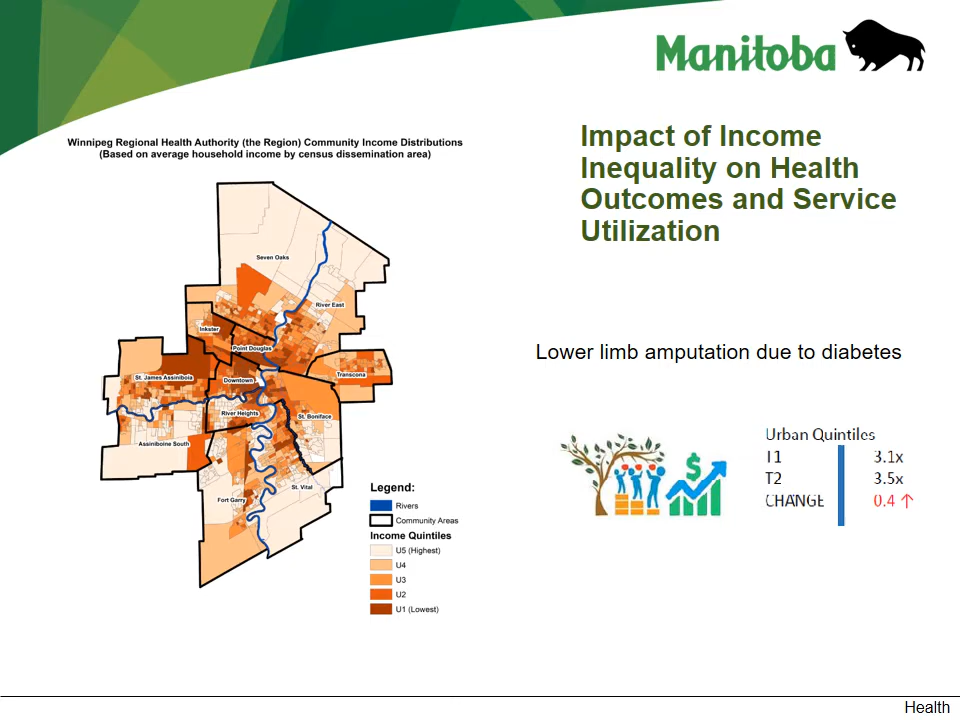 Manitoba
Winnipeg Regional Health Authority (the Region) Community Income Distributions
(Based on average household income by census dissemination area)
Impact of Income
Inequality on Health
Outcomes and Service
Utilization
Seven Oaks
River East
Inkster
Point Douglas
St. James Assiniboia
Downtown
Transcona
River Heights
St. Boniface
Assiniboine South
St. Vital
Fort Garry
Legend:
Rivers
Community Areas
Income Quintiles
U5 (Highest)
U4
U3
U2
U1 (Lowest)
Lower limb amputation due to diabetes
$
Urban Quintiles
T1 3.1x
T2 3.5x
CHANGE 0.4 ↑
Health